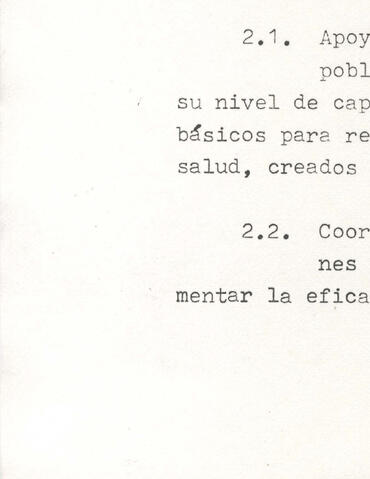 2.1. Apoy
pobl
su nivel de cap
básicos para re
salud, creados
2.2. Coor
nes
mentar la efica